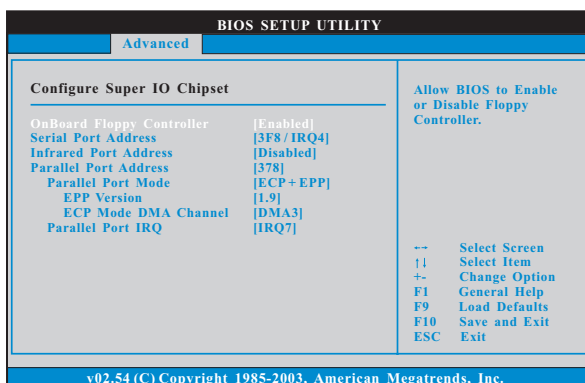 BIOS SETUP UTILITY
Advanced
Configure Super IO Chipset
OnBoard Floppy Controller [Enabled]
Serial Port Address [3F8 / IRQ4]
Infrared Port Address [Disabled]
Parallel Port Address [378]
Parallel Port Mode [ECP + EPP]
EPP Version [1.9]
ECP Mode DMA Channel [DMA3]
Parallel Port IRQ [IRQ7]
Allow BIOS to Enable
or Disable Floppy
Controller.
←→ Select Screen
↑↓ Select Item
+- Change Option
F1 General Help
F9 Load Defaults
F10 Save and Exit
ESC Exit
v02.54 (C) Copyright 1985-2003, American Megatrends, Inc.